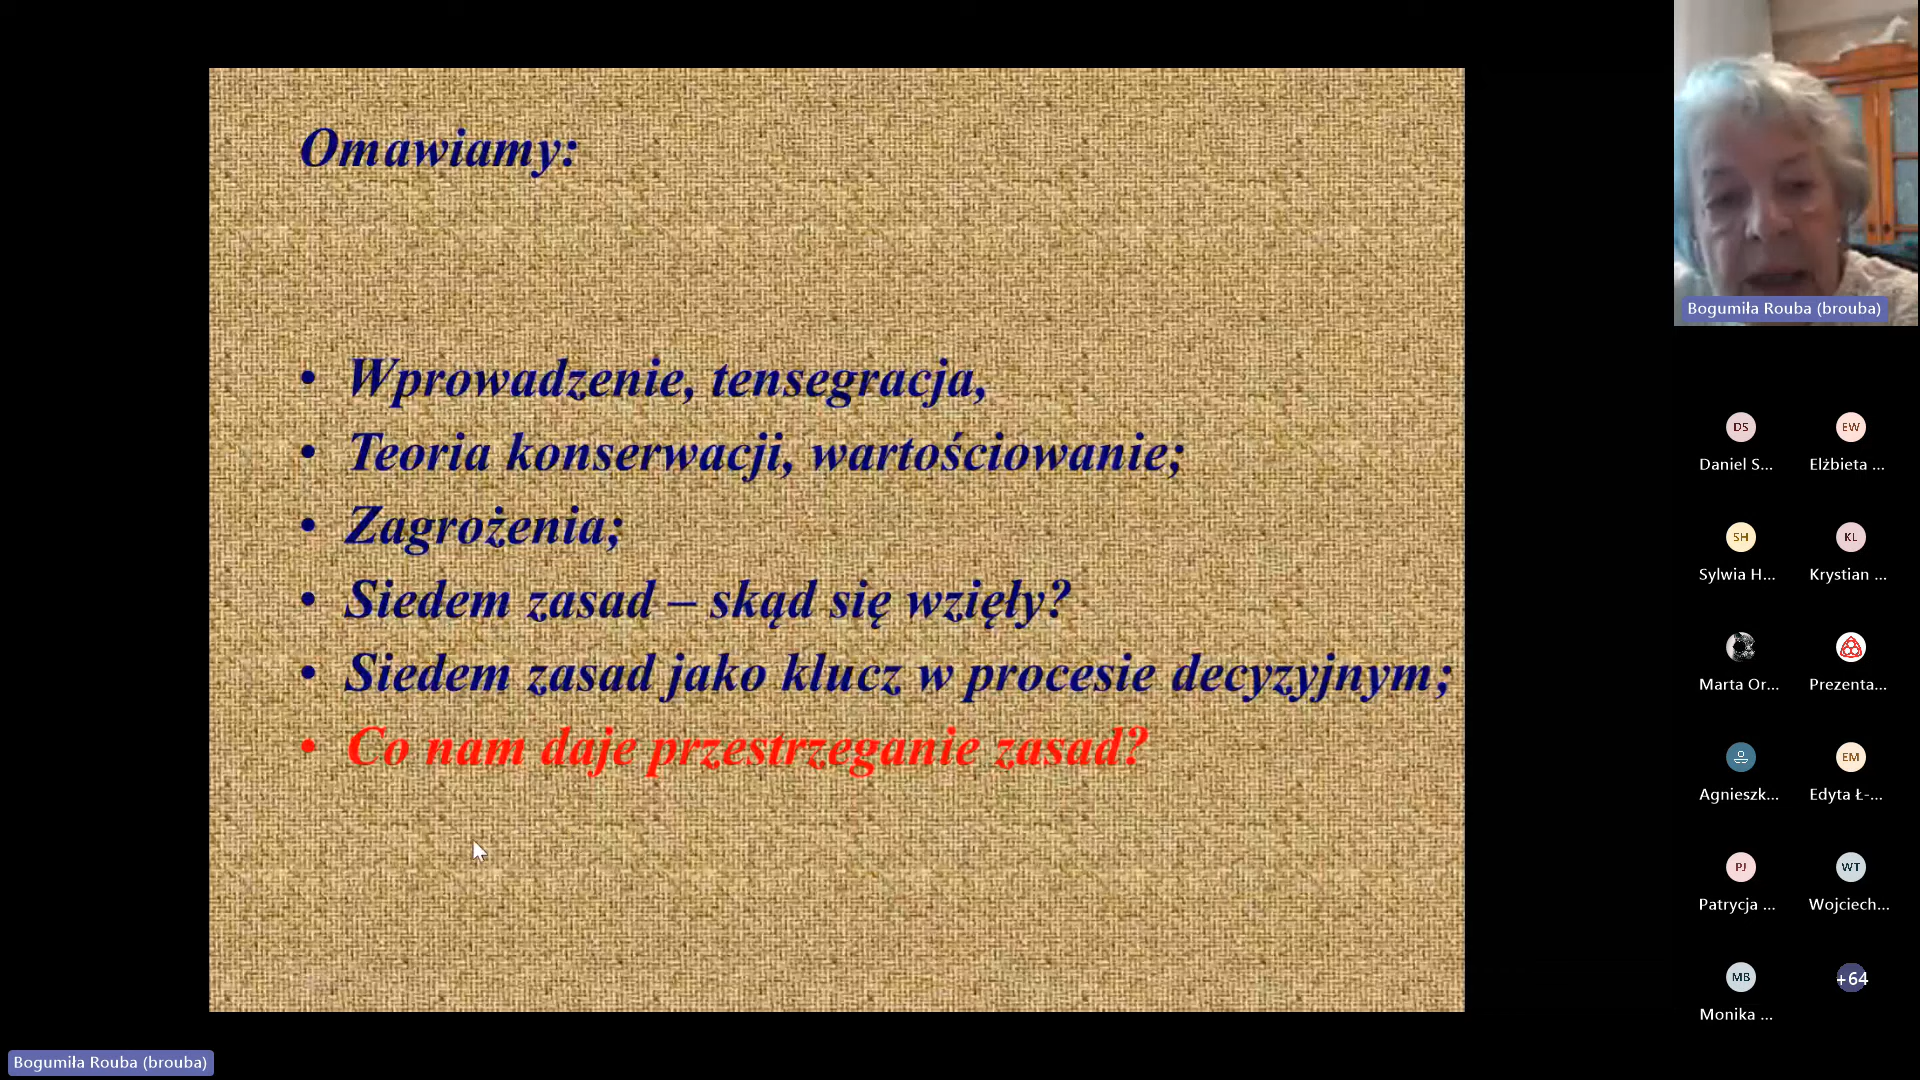 Omawiamy:
• Wprowadzenie, tensegracja,
• Teoria konserwacji, wartościowanie;
• Zagrożenia;
• Siedem zasad – skąd się wzięły?
• Siedem zasad jako klucz w procesie decyzyjnym;
• Co nam daje przestrzeganie zasad?
Bogumiła Rouba (brouba)
DS
EW
Daniel S...
Elżbieta ...
SH
KL
Sylwia H...
Krystian ...
Marta Or...
Prezenta...
EM
Agnieszk...
Edyta Ł-...
PJ
WT
Patrycja ...
Wojciech...
MB
+64
Monika ...
Bogumiła Rouba (brouba)